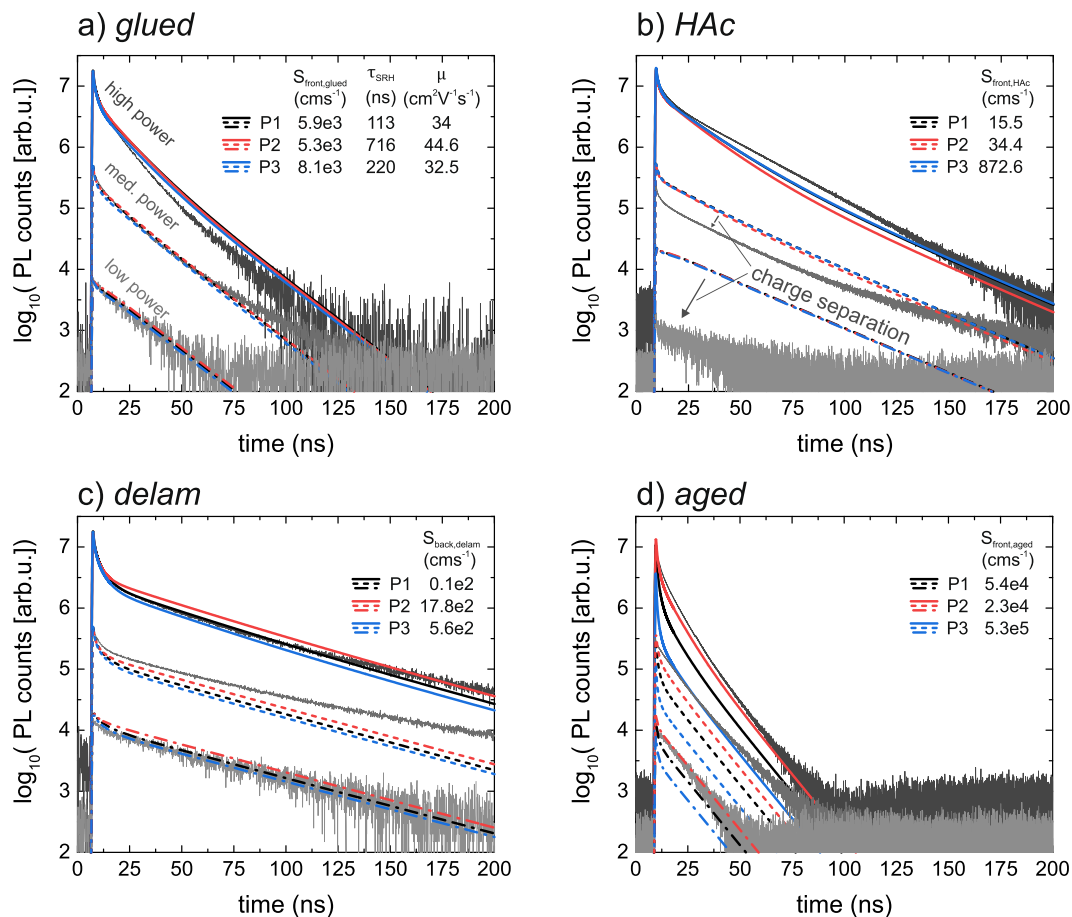 a) glued
S_front,glued τ_SRH μ
(cms⁻¹) (ns) (cm²V⁻¹s⁻¹)
P1 5.9e3 113 34
P2 5.3e3 716 44.6
P3 8.1e3 220 32.5
high power
med. power
low power
log₁₀( PL counts [arb.u.])
7
6
5
4
3
2
0 25 50 75 100 125 150 175 200
time (ns)
b) HAc
S_front,HAc
(cms⁻¹)
P1 15.5
P2 34.4
P3 872.6
charge separation
log₁₀( PL counts [arb.u.])
7
6
5
4
3
2
0 25 50 75 100 125 150 175 200
time (ns)
c) delam
S_back,delam
(cms⁻¹)
P1 0.1e2
P2 17.8e2
P3 5.6e2
log₁₀( PL counts [arb.u.])
7
6
5
4
3
2
0 25 50 75 100 125 150 175 200
time (ns)
d) aged
S_front,aged
(cms⁻¹)
P1 5.4e4
P2 2.3e4
P3 5.3e5
log₁₀( PL counts [arb.u.])
7
6
5
4
3
2
0 25 50 75 100 125 150 175 200
time (ns)